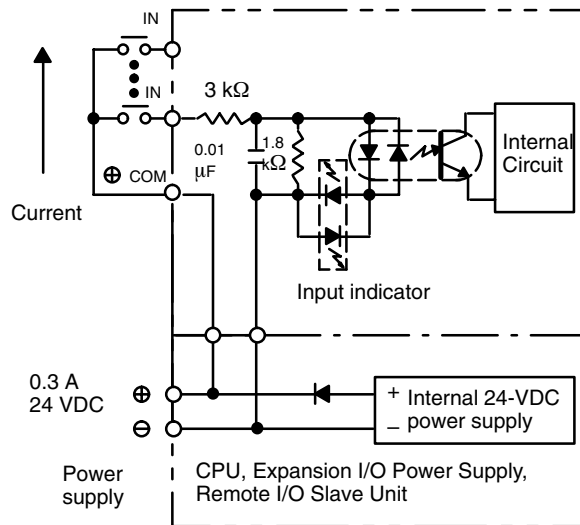 IN
IN
3 kΩ
0.01
µF
1.8
kΩ
Internal
Circuit
⊕ COM
Current
Input indicator
0.3 A
24 VDC
⊕
⊖
+
–
Internal 24-VDC
power supply
Power
supply
CPU, Expansion I/O Power Supply,
Remote I/O Slave Unit